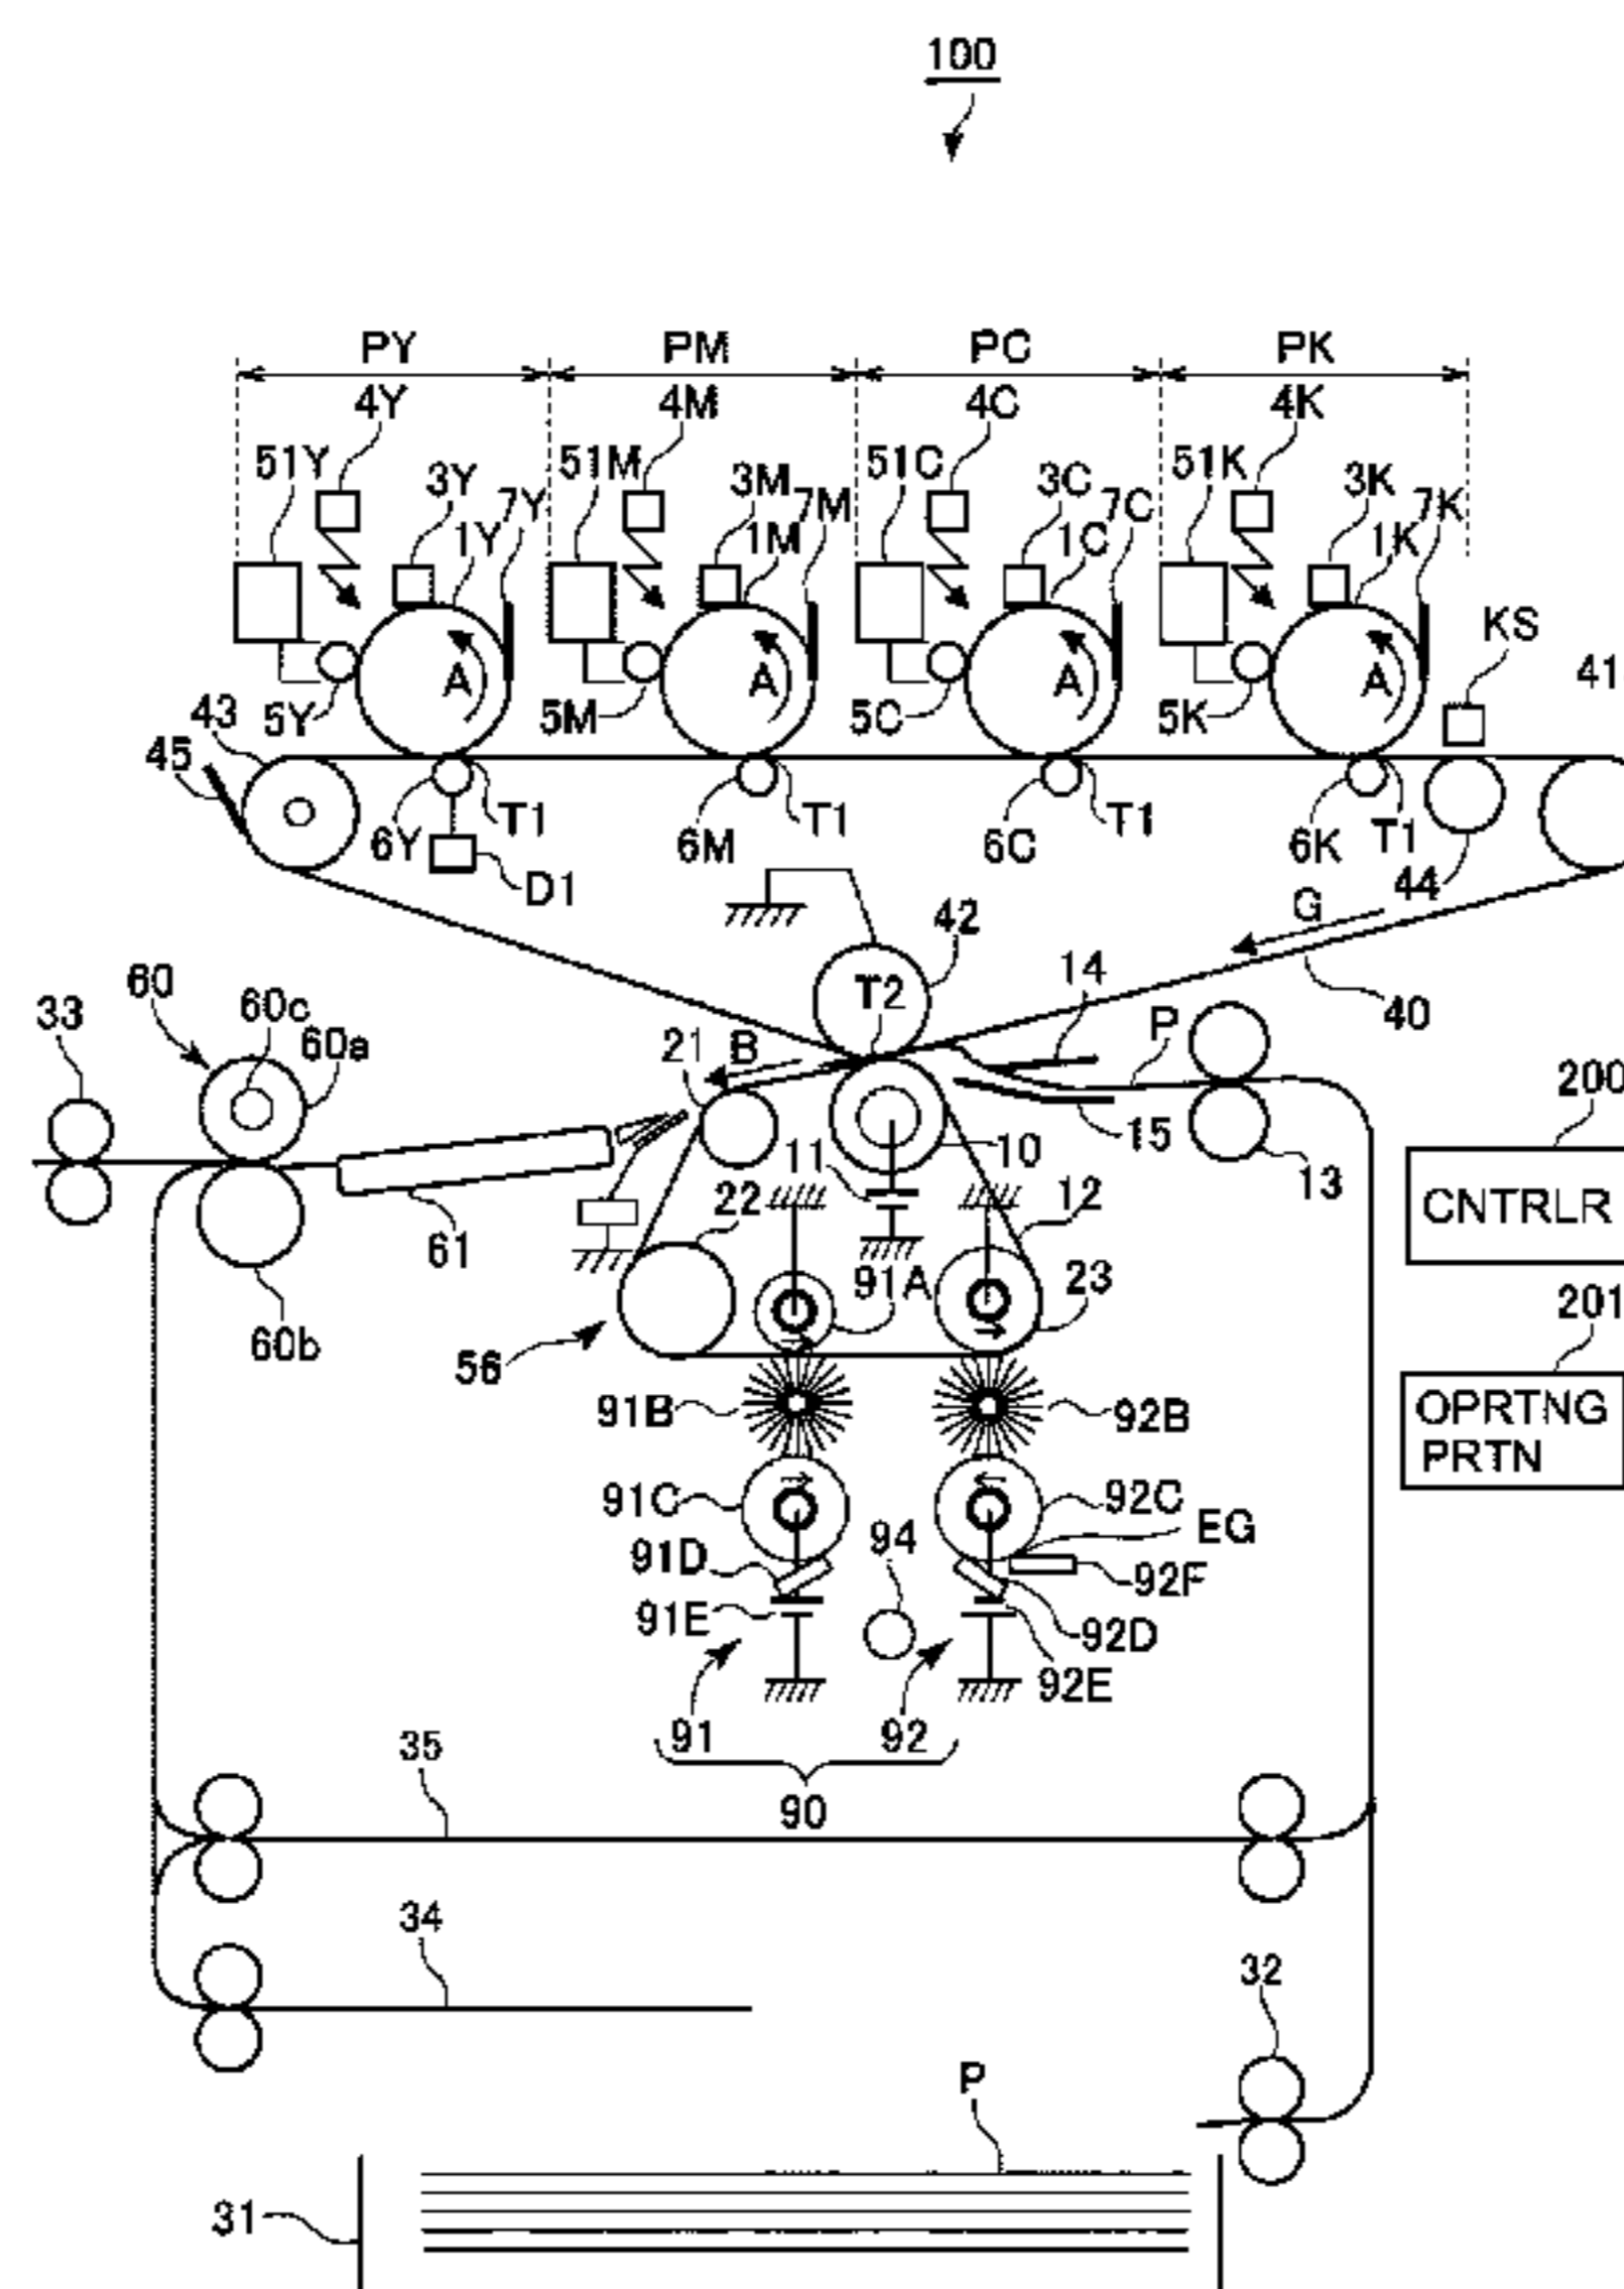 100
PY PM PC PK
4Y 4M 4C 4K
51Y 3Y 51M 3M 51C 3C 51K 3K
7Y 7M 7C 7K
1Y 1M 1C 1K
KS
41
A A A A
43 5Y 5M 5C 5K
45
6Y T1 6M T1 6C T1 6K T1
D1 44
G
42
60 14
60c T2 P 40
33 60a 21 B
200
11 10 15 13
CNTRLR
22 12
61
91A 23 201
60b 56
91B 92B OPRTNG
PRTN
91C 92C
94 EG
91D 92F
91E 92D
92E
91 92
35
90
34
32
P
31